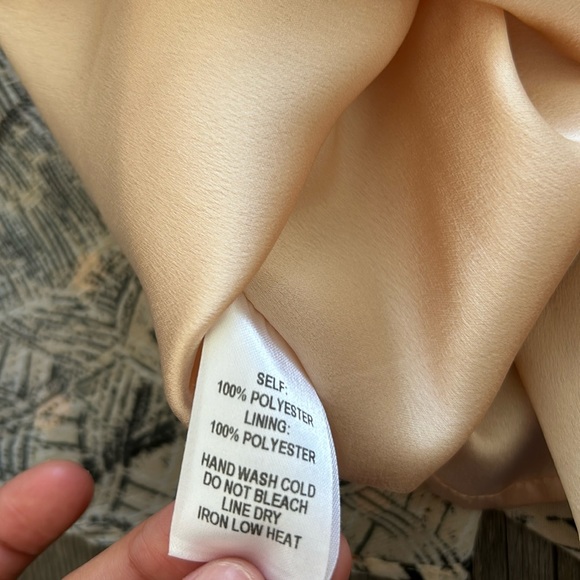 SELF:
100% POLYESTER
LINING:
100% POLYESTER
HAND WASH COLD
DO NOT BLEACH
LINE DRY
IRON LOW HEAT